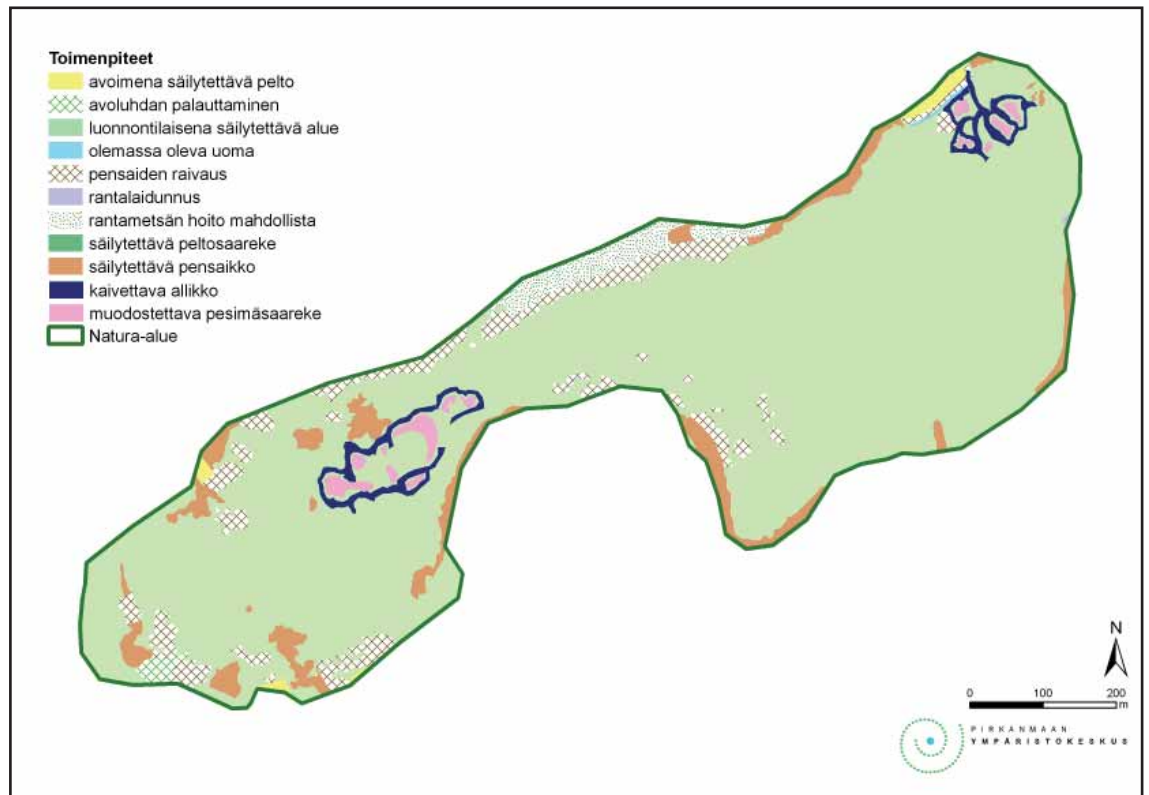 Toimenpiteet
avoimena säilytettävä pelto
avoluhdan palauttaminen
luonnontilaisena säilytettävä alue
olemassa oleva uoma
pensaiden raivaus
rantalaidunnus
rantametsän hoito mahdollista
säilytettävä peltosaareke
säilytettävä pensaikko
kaivettava allikko
muodostettava pesimäsaareke
Natura-alue
N
0 100 200
m
PIRKANMAAN
YMPÄRISTÖKESKUS